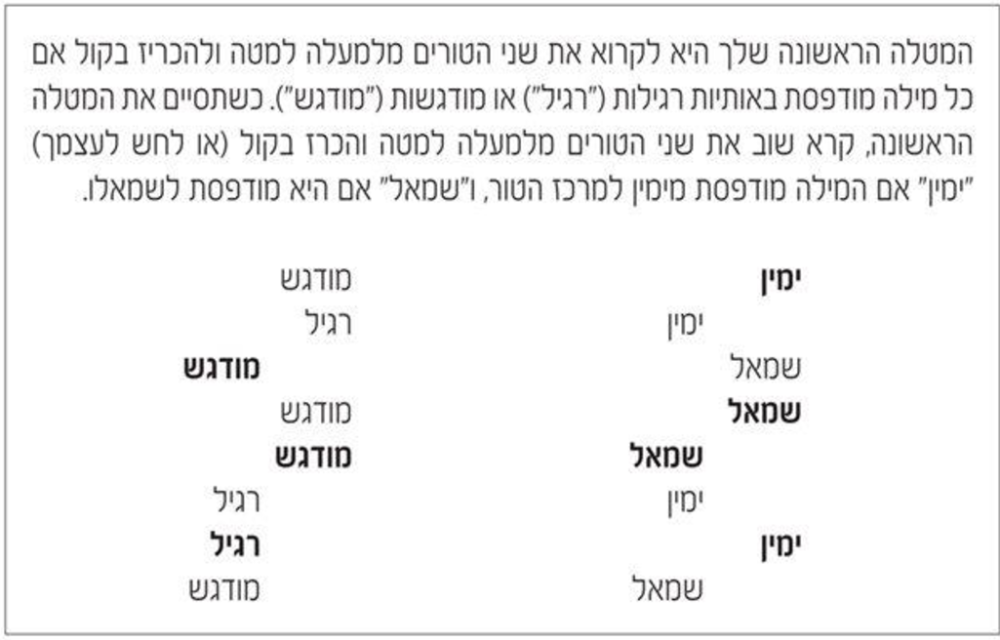 המטלה הראשונה שלך היא לקרוא את שני הטורים מלמעלה למטה ולהכריז בקול אם
כל מילה מודפסת באותיות רגילות ("רגיל") או מודגשות ("מודגש"). כשתסיים את המטלה
הראשונה, קרא שוב את שני הטורים מלמעלה למטה והכרז בקול (או לחש לעצמך)
"ימין" אם המילה מודפסת מימין למרכז הטור, ו"שמאל" אם היא מודפסת לשמאלו.
ימין
ימין
שמאל
שמאל
שמאל
ימין
ימין
שמאל
מודגש
רגיל
מודגש
מודגש
מודגש
רגיל
רגיל
מודגש